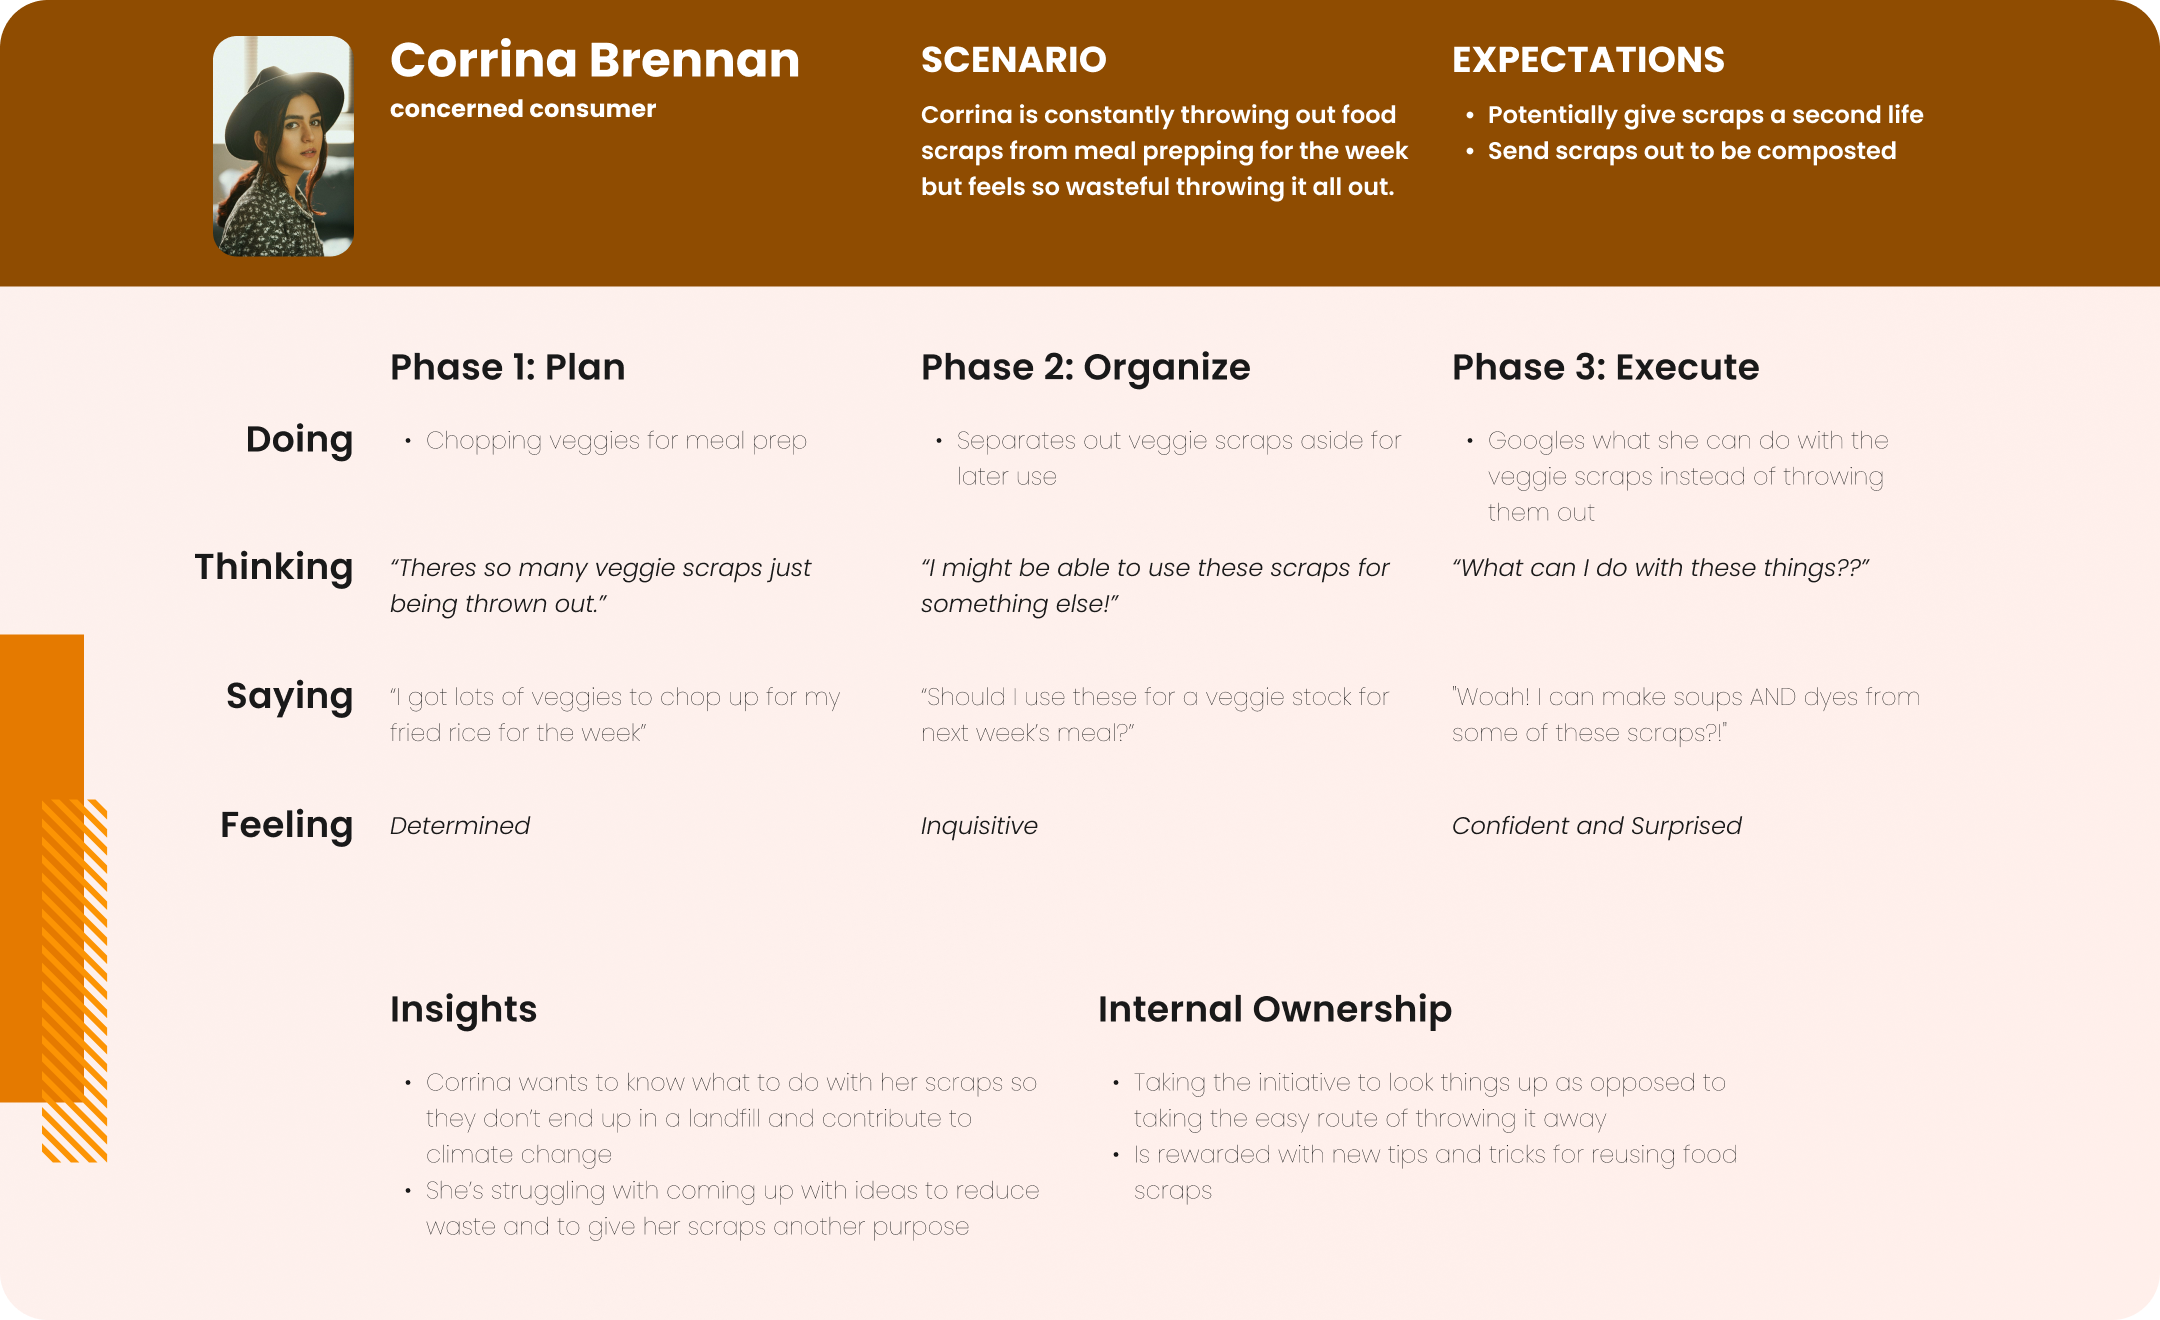 Corrina Brennan
concerned consumer
SCENARIO
Corrina is constantly throwing out food
scraps from meal prepping for the week
but feels so wasteful throwing it all out.
EXPECTATIONS
• Potentially give scraps a second life
• Send scraps out to be composted
Phase 1: Plan
Phase 2: Organize
Phase 3: Execute
Doing
• Chopping veggies for meal prep
• Separates out veggie scraps aside for
later use
• Googles what she can do with the
veggie scraps instead of throwing
them out
Thinking
“Theres so many veggie scraps just
being thrown out.”
“I might be able to use these scraps for
something else!”
“What can I do with these things??”
Saying
“I got lots of veggies to chop up for my
fried rice for the week”
“Should I use these for a veggie stock for
next week’s meal?”
"Woah! I can make soups AND dyes from
some of these scraps?!"
Feeling
Determined
Inquisitive
Confident and Surprised
Insights
• Corrina wants to know what to do with her scraps so
they don’t end up in a landfill and contribute to
climate change
• She’s struggling with coming up with ideas to reduce
waste and to give her scraps another purpose
Internal Ownership
• Taking the initiative to look things up as opposed to
taking the easy route of throwing it away
• Is rewarded with new tips and tricks for reusing food
scraps